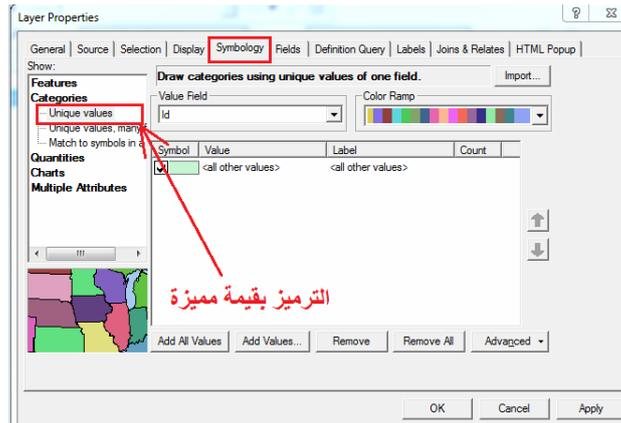 Layer Properties
General Source Selection Display Symbology Fields Definition Query Labels Joins & Relates HTML Popup
Show:
Features
Categories
Unique values
Unique values, many
Match to symbols in a
Quantities
Charts
Multiple Attributes
Draw categories using unique values of one field.
Import...
Value Field
Id
Color Ramp
Symbol Value Label Count
<all other values> <all other values>
الترميز بقيمة مميزة
Add All Values Add Values... Remove Remove All Advanced
OK Cancel Apply